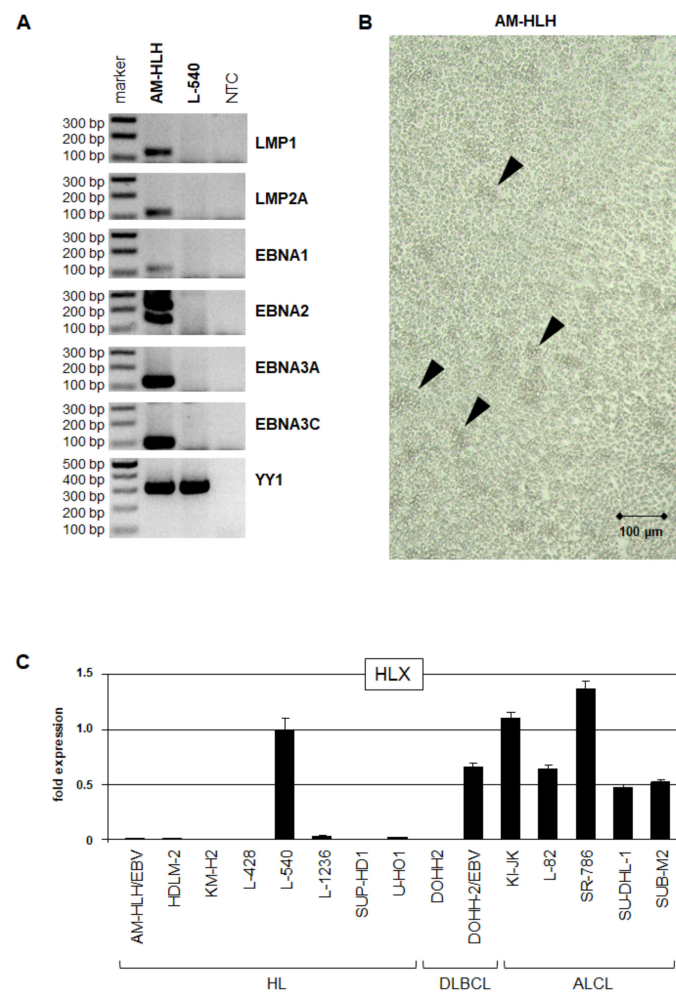 A
marker
AM-HLH
L-540
NTC
300 bp
200 bp
100 bp
LMP1
300 bp
200 bp
100 bp
LMP2A
300 bp
200 bp
100 bp
EBNA1
300 bp
200 bp
100 bp
EBNA2
300 bp
200 bp
100 bp
EBNA3A
300 bp
200 bp
100 bp
EBNA3C
500 bp
400 bp
300 bp
200 bp
100 bp
YY1
B
AM-HLH
100 µm
C
HLX
fold expression
1.5
1.0
0.5
0
AM-HLH/EBV
HDLM-2
KM-H2
L-428
L-540
L-1236
SUP-HD1
U-HO1
DOHH2
DOHH-2/EBV
KI-JK
L-82
SR-786
SU-DHL-1
SUB-M2
HL
DLBCL
ALCL